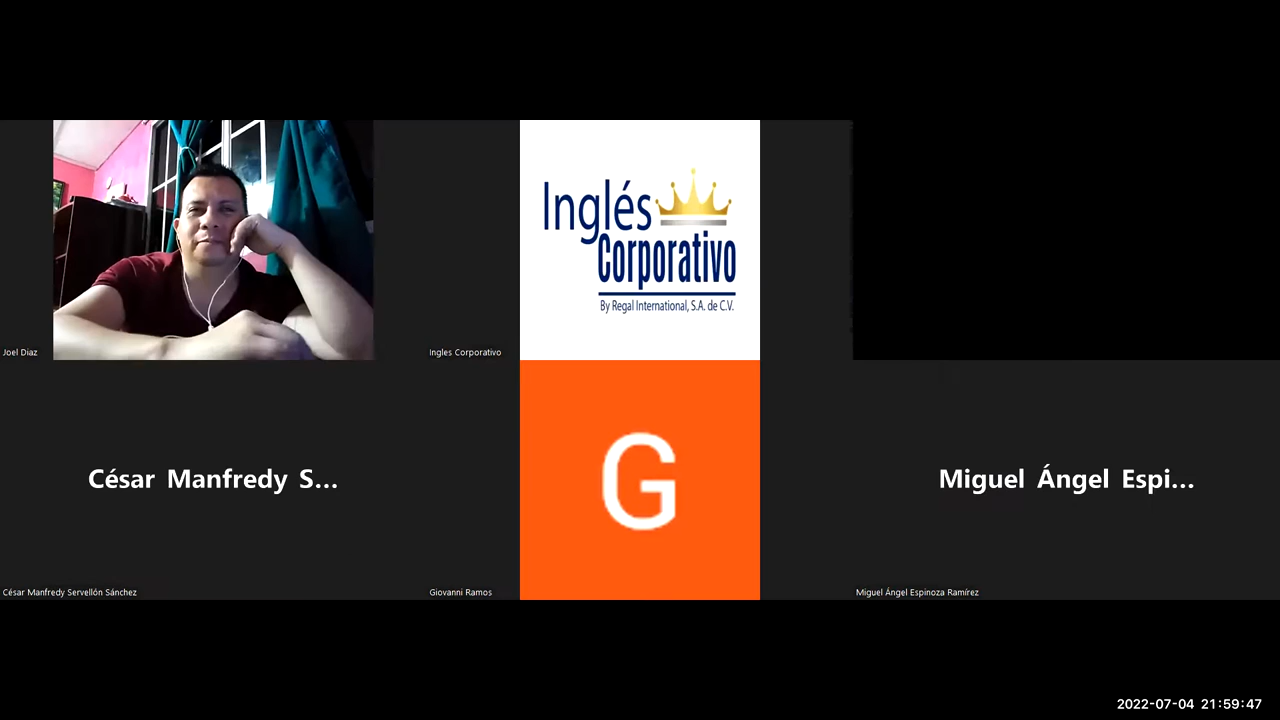 Inglés
Corporativo
By Regal International, S.A. de C.V.
Joel Diaz
Ingles Corporativo
César Manfredy S...
G
Miguel Ángel Espi...
César Manfredy Servellón Sánchez
Giovanni Ramos
Miguel Ángel Espinoza Ramírez
2022-07-04 21:59:47